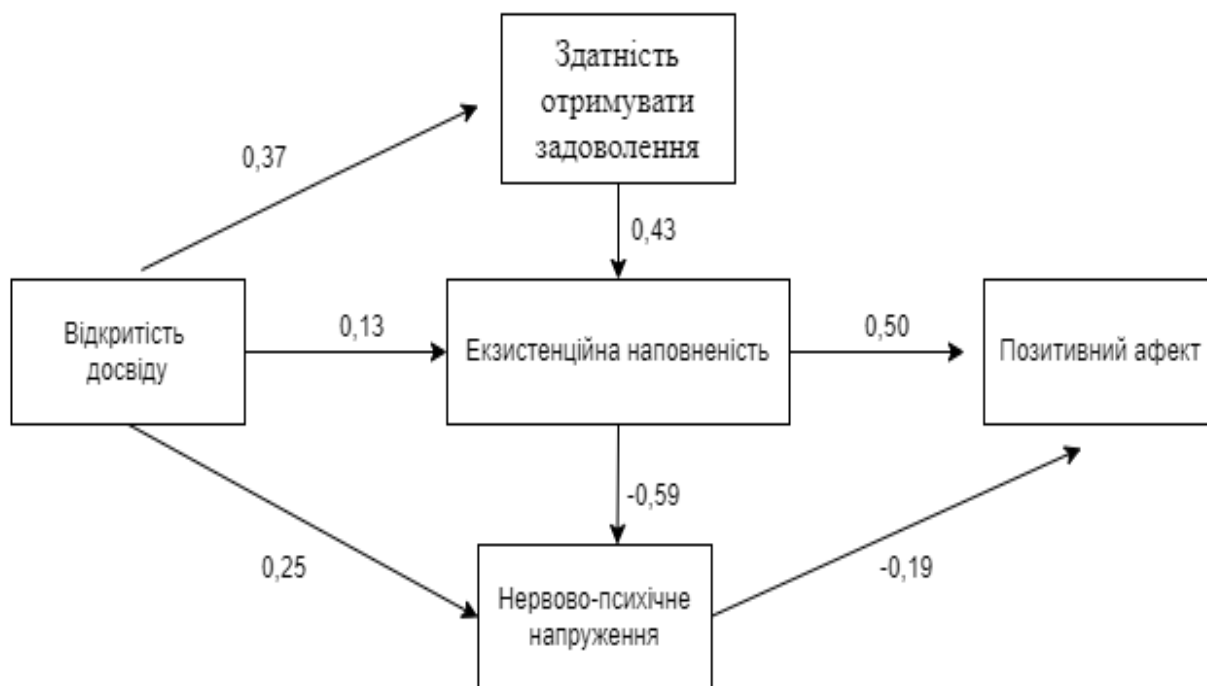 Здатність
отримувати
задоволення
0,37
0,43
Відкритість
досвіду
0,13
Екзистенційна наповненість
0,50
Позитивний афект
-0,59
0,25
-0,19
Нервово-психічне
напруження